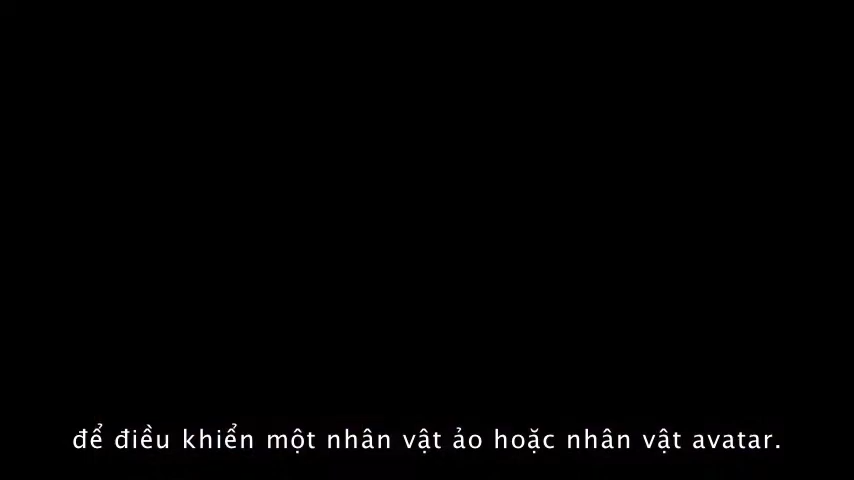 để điều khiển một nhân vật ảo hoặc nhân vật avatar.